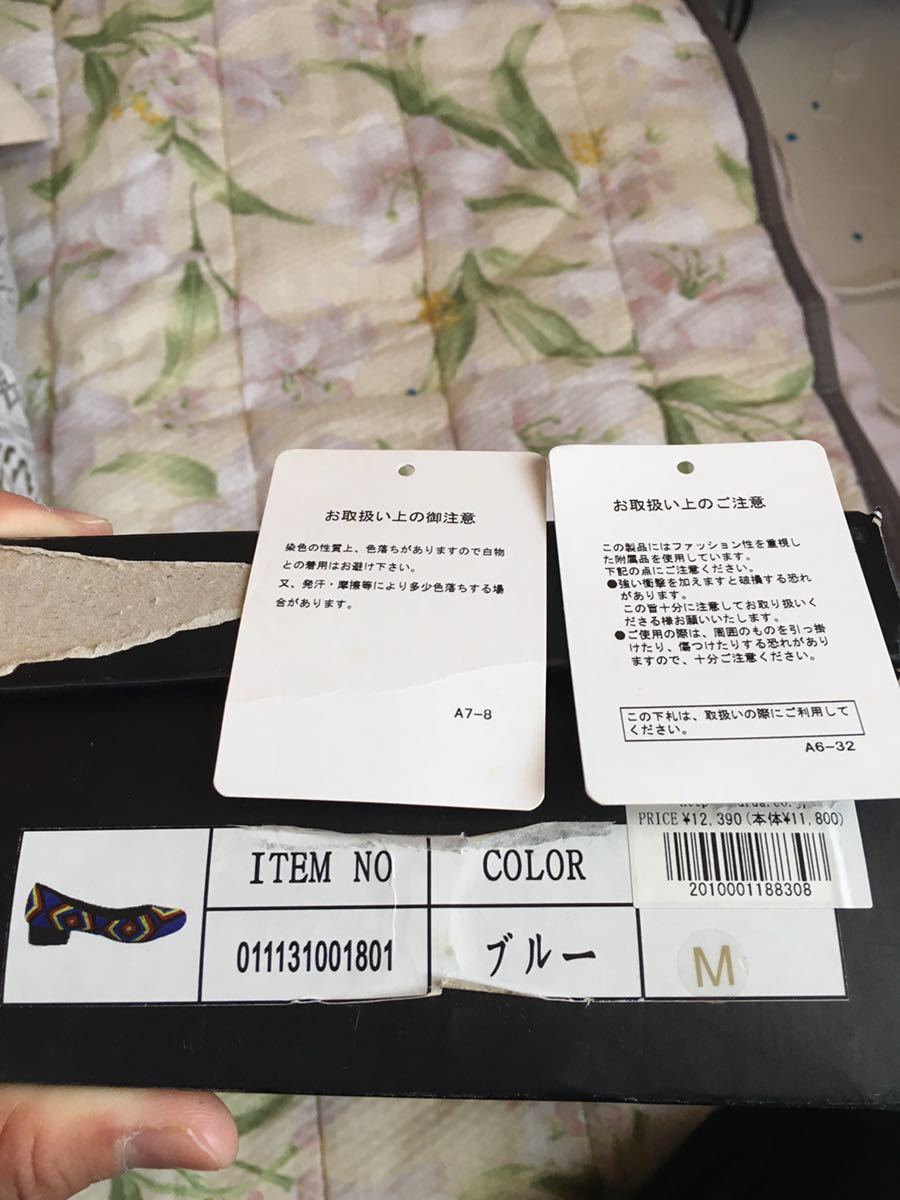 お取扱い上の御注意
染色の性質上、色落ちがありますので白物
との着用はお避け下さい。
又、発汗・摩擦等により多少色落ちする場
合があります。
A7-8
お取扱い上のご注意
この製品にはファッション性を重視し
た附属品を使用しています。
下記の点にご注意ください。
●強い衝撃を加えますと破損する恐れ
があります。
この旨十分に注意してお取り扱いく
ださる様お願いいたします。
●ご使用の際は、周囲のものを引っ掛
けたり、傷つけたりする恐れがあり
ますので、十分ご注意ください。
この下札は、取扱いの際にご利用して
ください。
A6-32
PRICE ¥12,390(本体¥11,800)
2010001188308
ITEM NO
COLOR
011131001801
ブルー
M